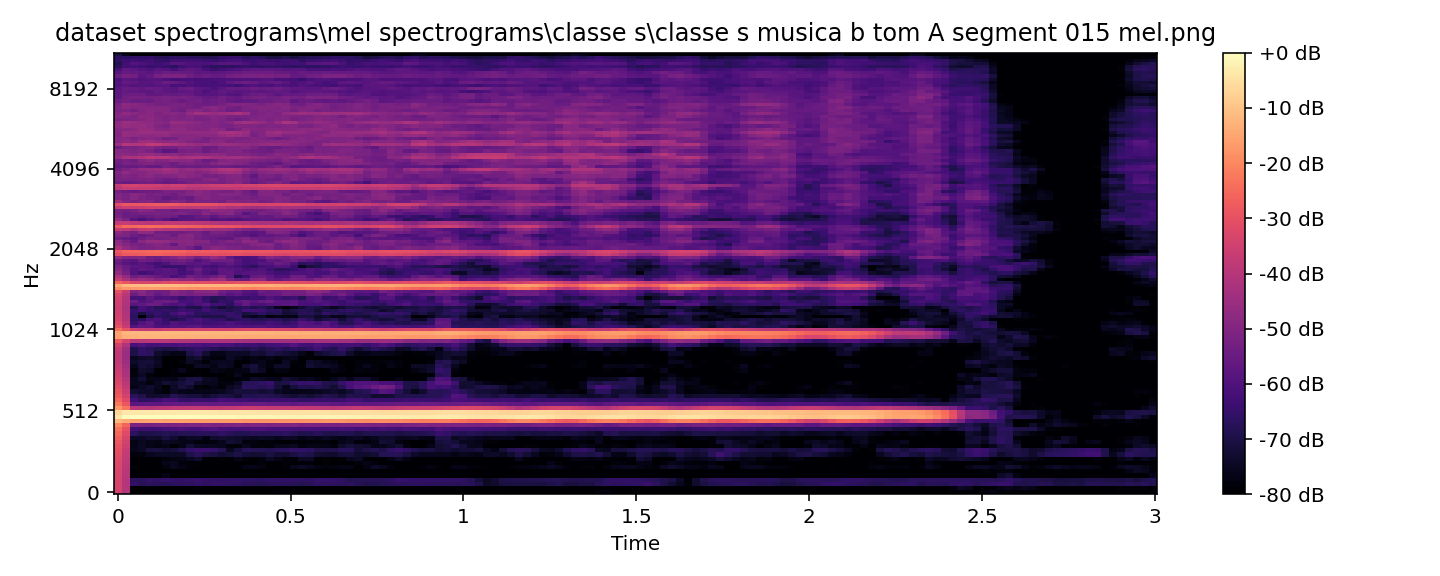 dataset spectrograms\mel spectrograms\classe s\classe s musica b tom A segment 015 mel.png
Hz
8192
4096
2048
1024
512
0
0
0.5
1
1.5
2
2.5
3
Time
+0 dB
-10 dB
-20 dB
-30 dB
-40 dB
-50 dB
-60 dB
-70 dB
-80 dB